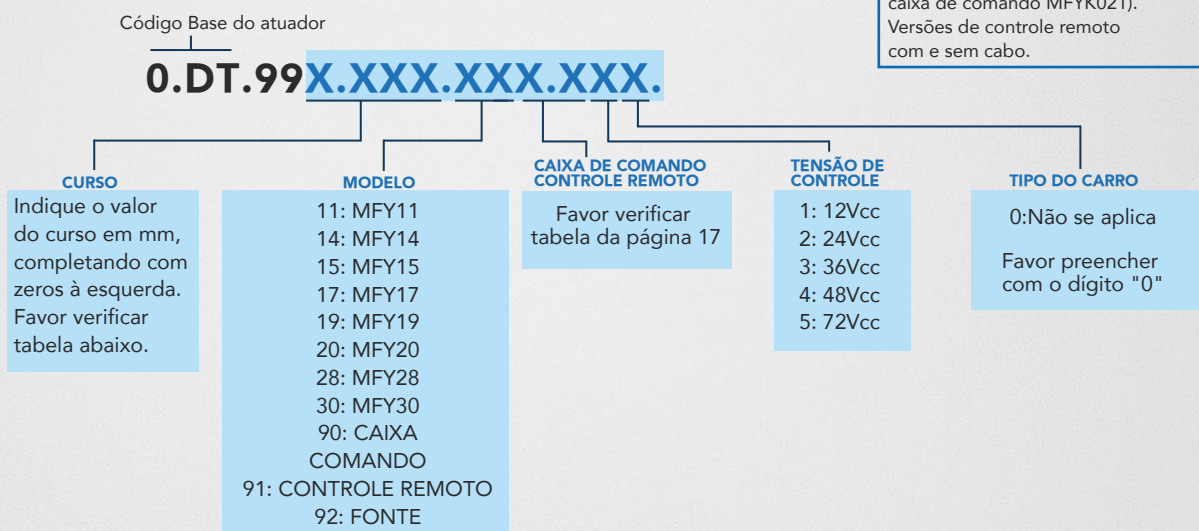 caixa de comando MFYK021).
Versões de controle remoto
com e sem cabo.
Código Base do atuador
0.DT.99X.XXX.XXX.XXX.
CURSO
Indique o valor
do curso em mm,
completando com
zeros à esquerda.
Favor verificar
tabela abaixo.
MODELO
11: MFY11
14: MFY14
15: MFY15
17: MFY17
19: MFY19
20: MFY20
28: MFY28
30: MFY30
90: CAIXA
COMANDO
91: CONTROLE REMOTO
92: FONTE
CAIXA DE COMANDO
CONTROLE REMOTO
Favor verificar
tabela da página 17
TENSÃO DE
CONTROLE
1: 12Vcc
2: 24Vcc
3: 36Vcc
4: 48Vcc
5: 72Vcc
TIPO DO CARRO
0:Não se aplica
Favor preencher
com o dígito "0"